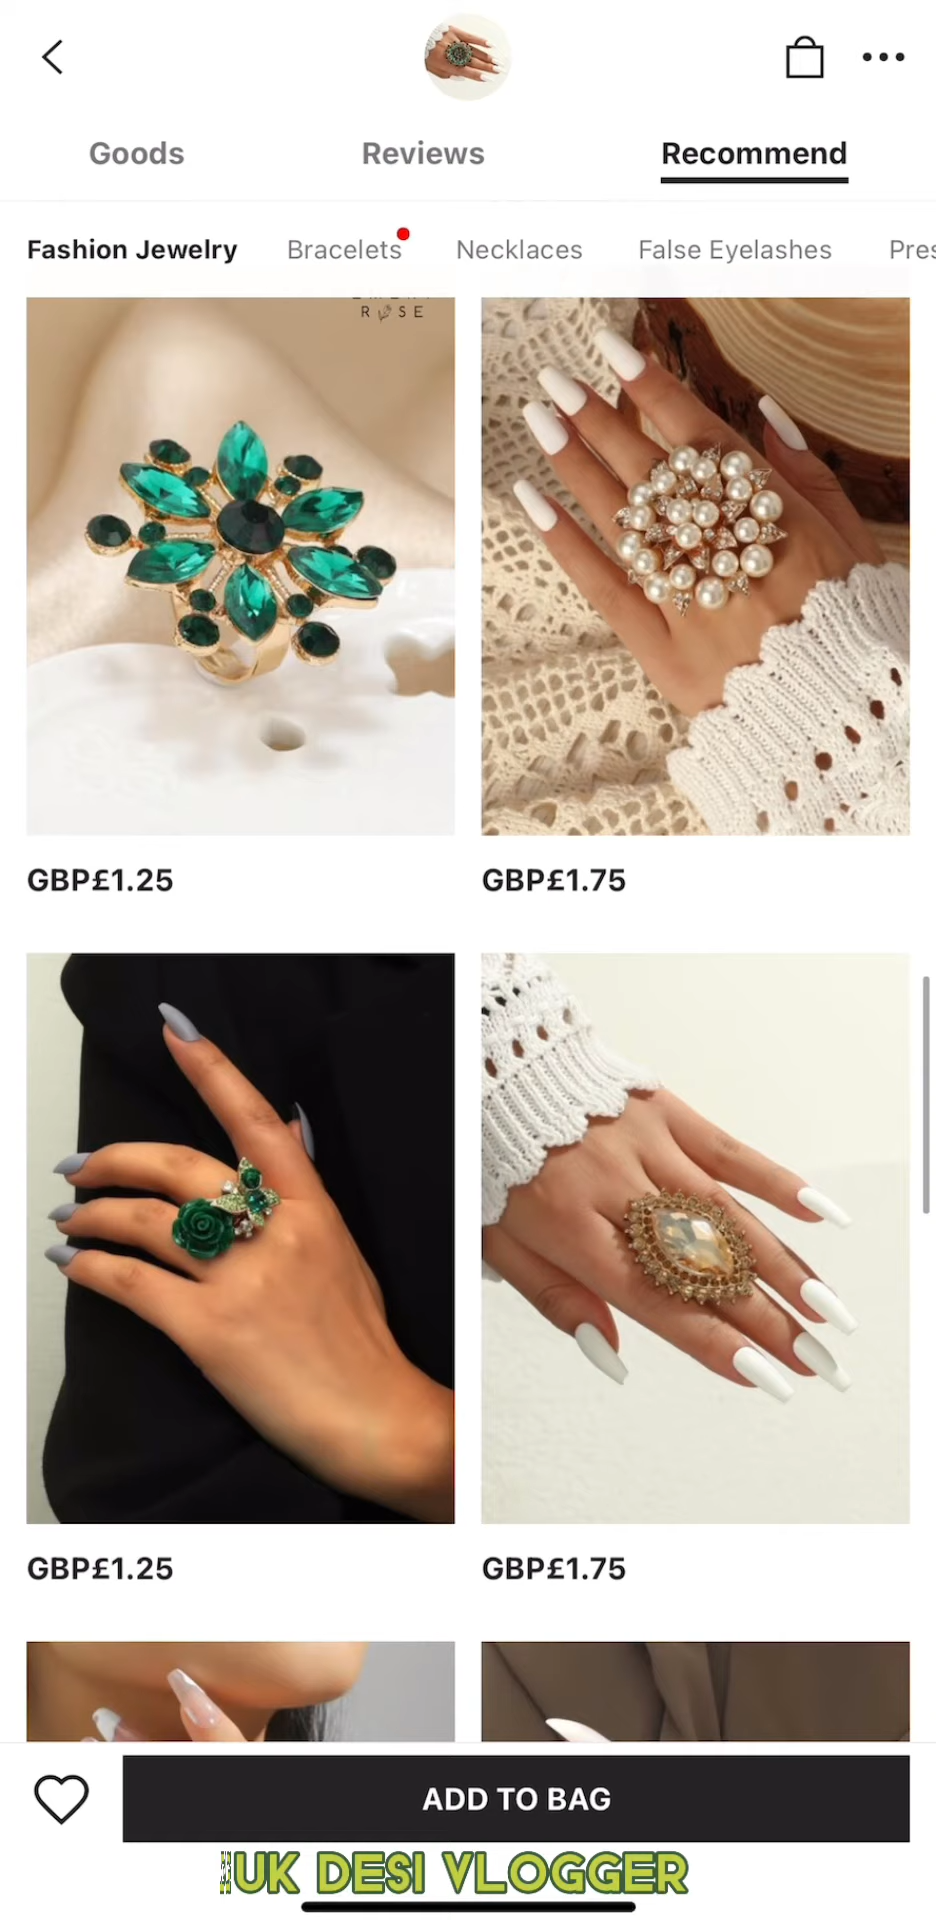 Goods Reviews Recommend
Fashion Jewelry Bracelets Necklaces False Eyelashes Pres
R SE
GBP£1.25 GBP£1.75
GBP£1.25 GBP£1.75
ADD TO BAG
UK DESI VLOGGER